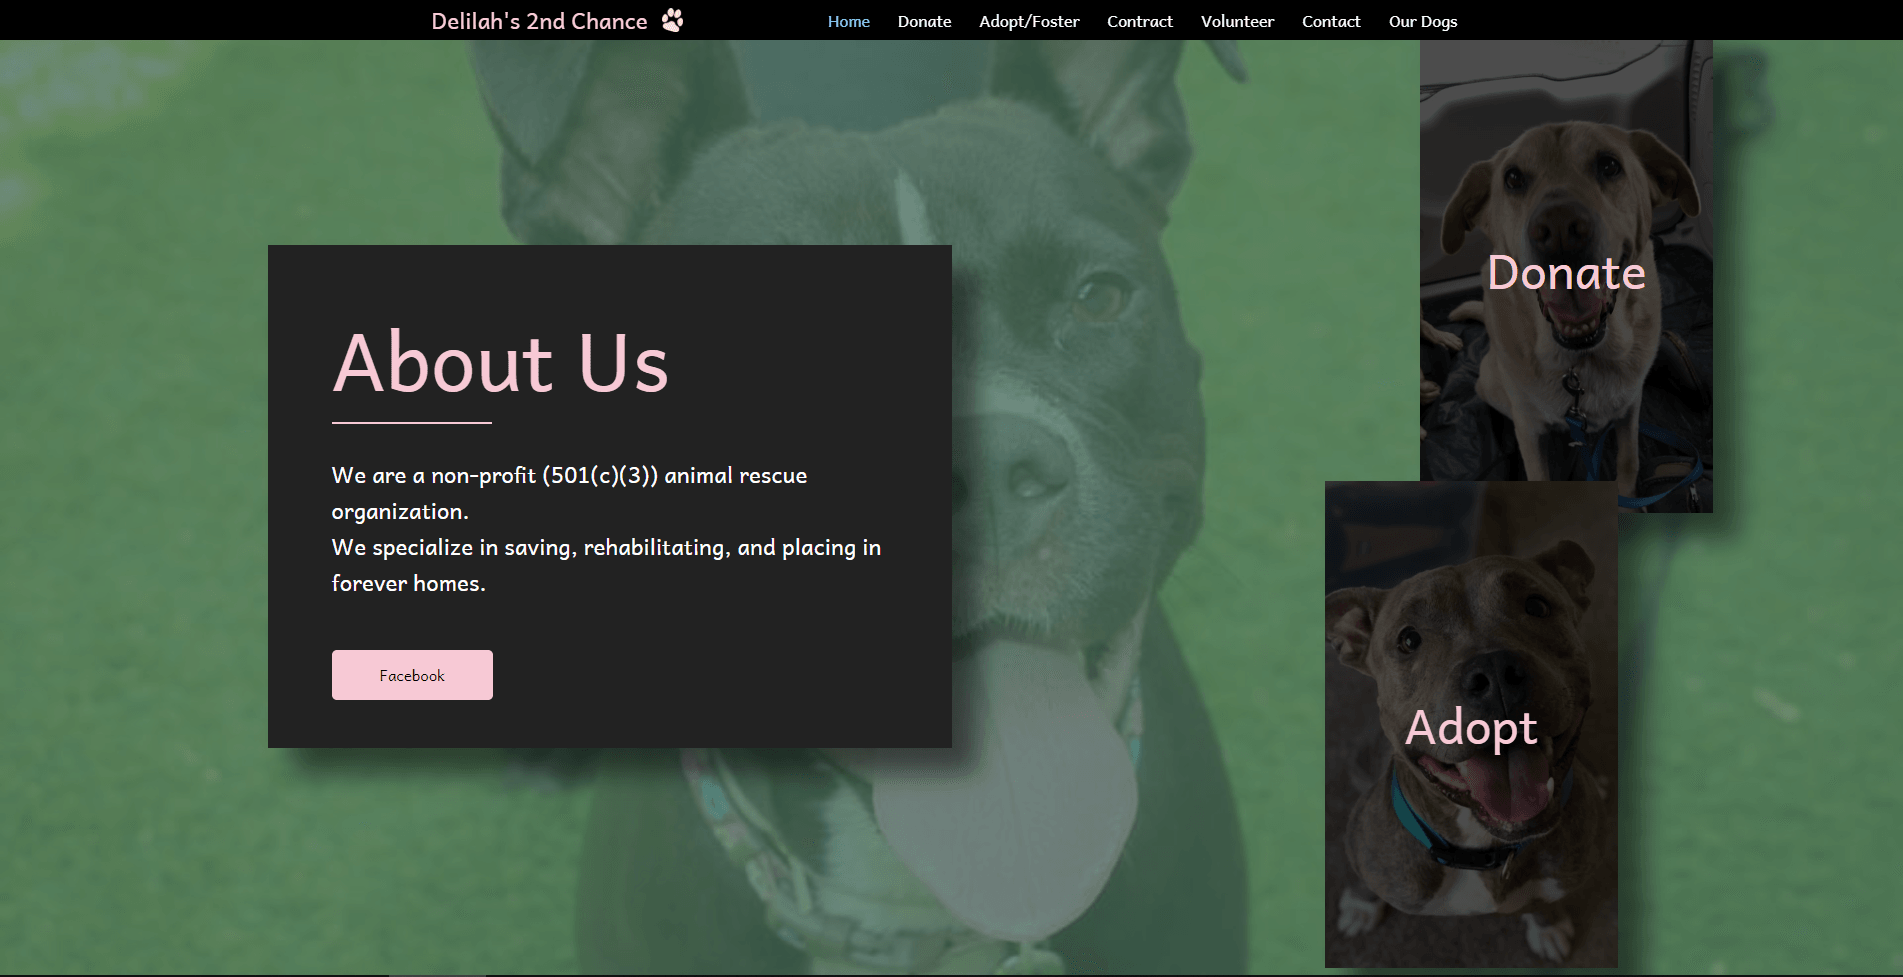 Delilah's 2nd Chance
Home Donate Adopt/Foster Contract Volunteer Contact Our Dogs
About Us
We are a non-profit (501(c)(3)) animal rescue
organization.
We specialize in saving, rehabilitating, and placing in
forever homes.
Facebook
Donate
Adopt